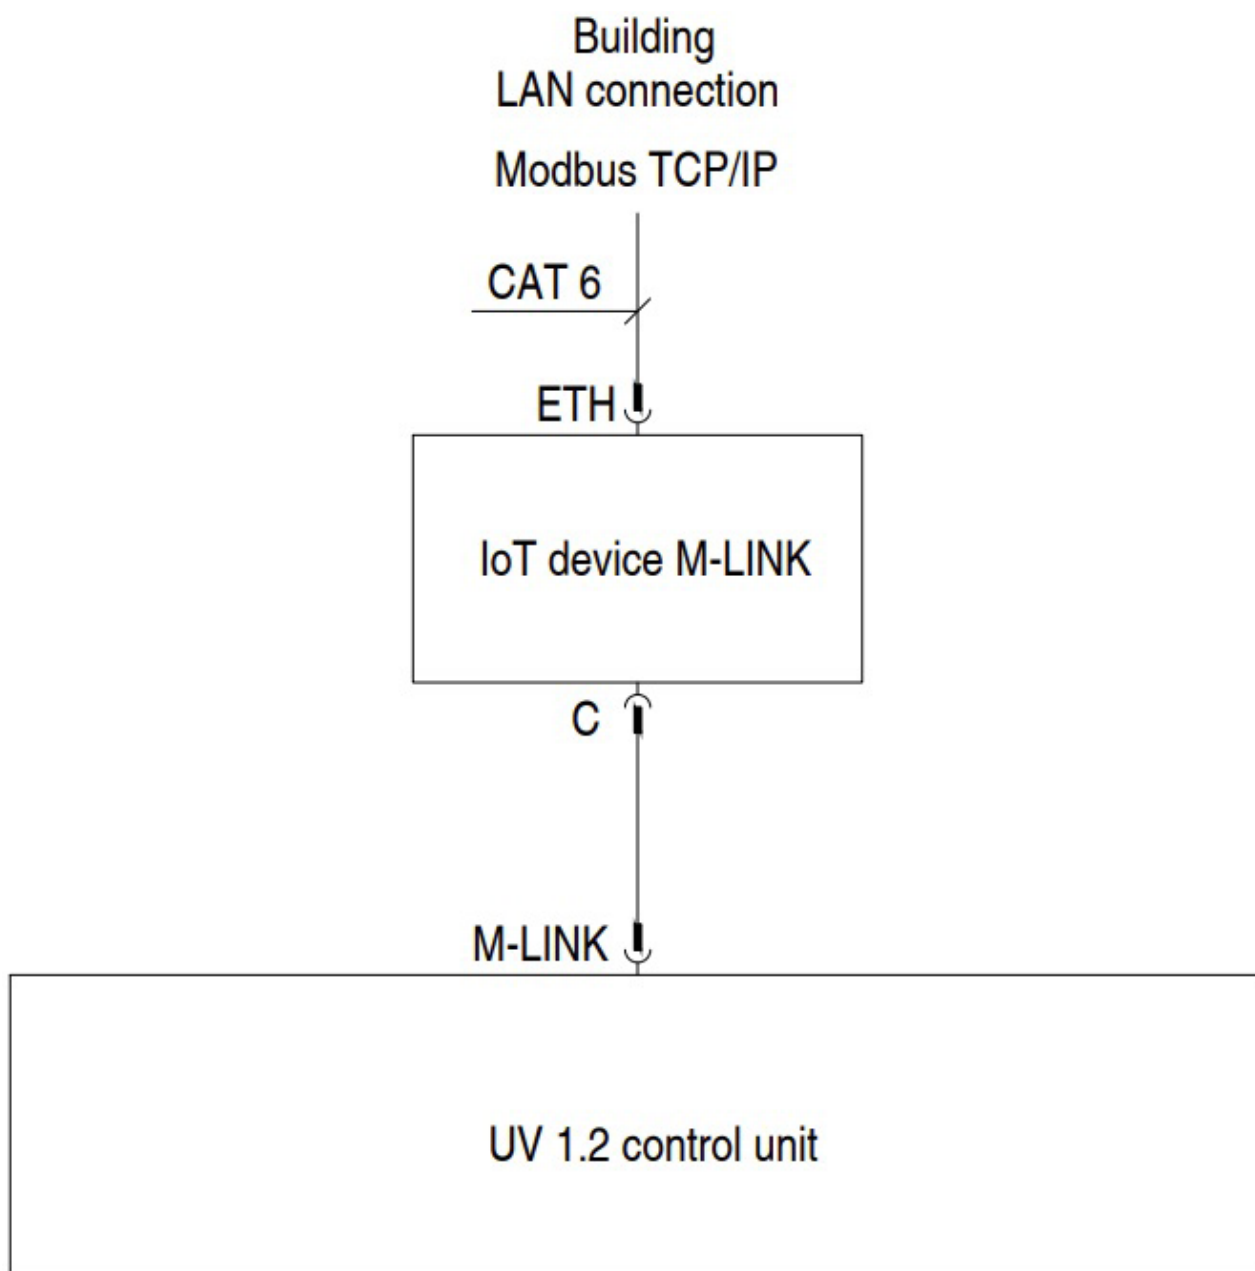 Building
LAN connection
Modbus TCP/IP
CAT 6
ETH
IoT device M-LINK
C
M-LINK
UV 1.2 control unit